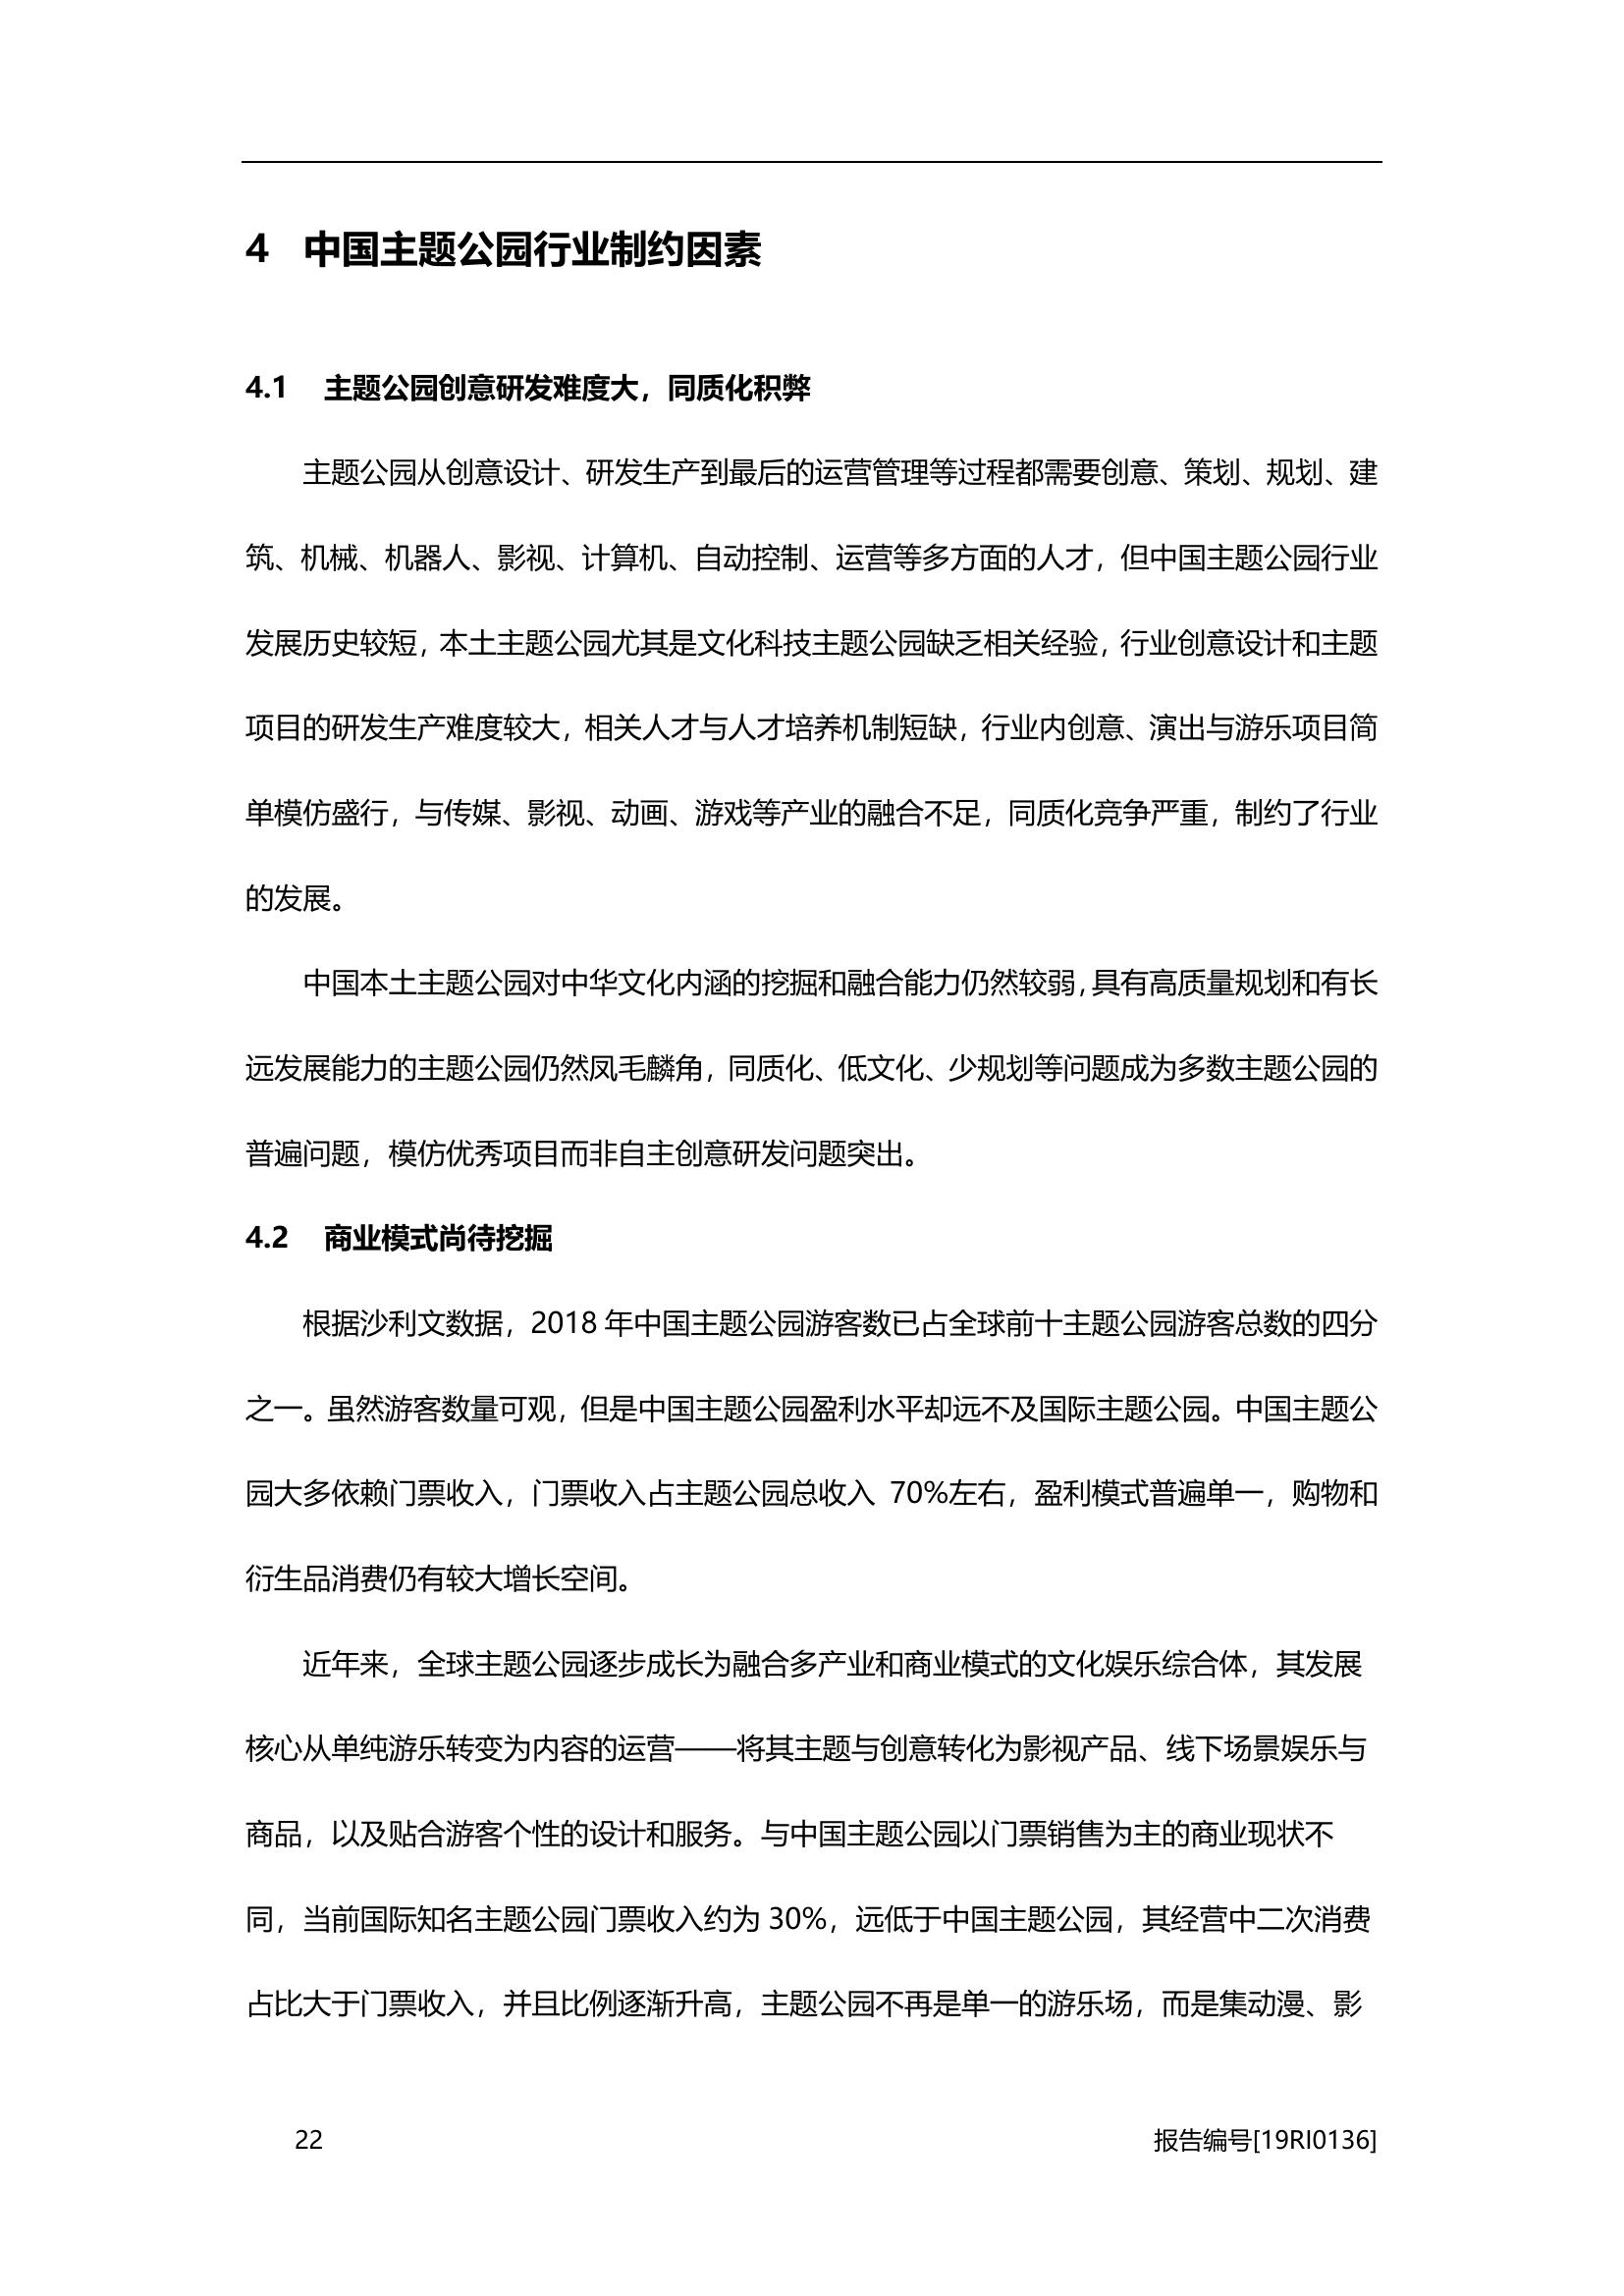 4 中国主题公园行业制约因素
4.1 主题公园创意研发难度大，同质化积弊
主题公园从创意设计、研发生产到最后的运营管理等过程都需要创意、策划、规划、建
筑、机械、机器人、影视、计算机、自动控制、运营等多方面的人才，但中国主题公园行业
发展历史较短，本土主题公园尤其是文化科技主题公园缺乏相关经验，行业创意设计和主题
项目的研发生产难度较大，相关人才与人才培养机制短缺，行业内创意、演出与游乐项目简
单模仿盛行，与传媒、影视、动画、游戏等产业的融合不足，同质化竞争严重，制约了行业
的发展。
中国本土主题公园对中华文化内涵的挖掘和融合能力仍然较弱，具有高质量规划和有长
远发展能力的主题公园仍然凤毛麟角，同质化、低文化、少规划等问题成为多数主题公园的
普遍问题，模仿优秀项目而非自主创意研发问题突出。
4.2 商业模式尚待挖掘
根据沙利文数据，2018 年中国主题公园游客数已占全球前十主题公园游客总数的四分
之一。虽然游客数量可观，但是中国主题公园盈利水平却远不及国际主题公园。中国主题公
园大多依赖门票收入，门票收入占主题公园总收入 70%左右，盈利模式普遍单一，购物和
衍生品消费仍有较大增长空间。
近年来，全球主题公园逐步成长为融合多产业和商业模式的文化娱乐综合体，其发展
核心从单纯游乐转变为内容的运营——将其主题与创意转化为影视产品、线下场景娱乐与
商品，以及贴合游客个性的设计和服务。与中国主题公园以门票销售为主的商业现状不
同，当前国际知名主题公园门票收入约为 30%，远低于中国主题公园，其经营中二次消费
占比大于门票收入，并且比例逐渐升高，主题公园不再是单一的游乐场，而是集动漫、影
22 报告编号[19RI0136]